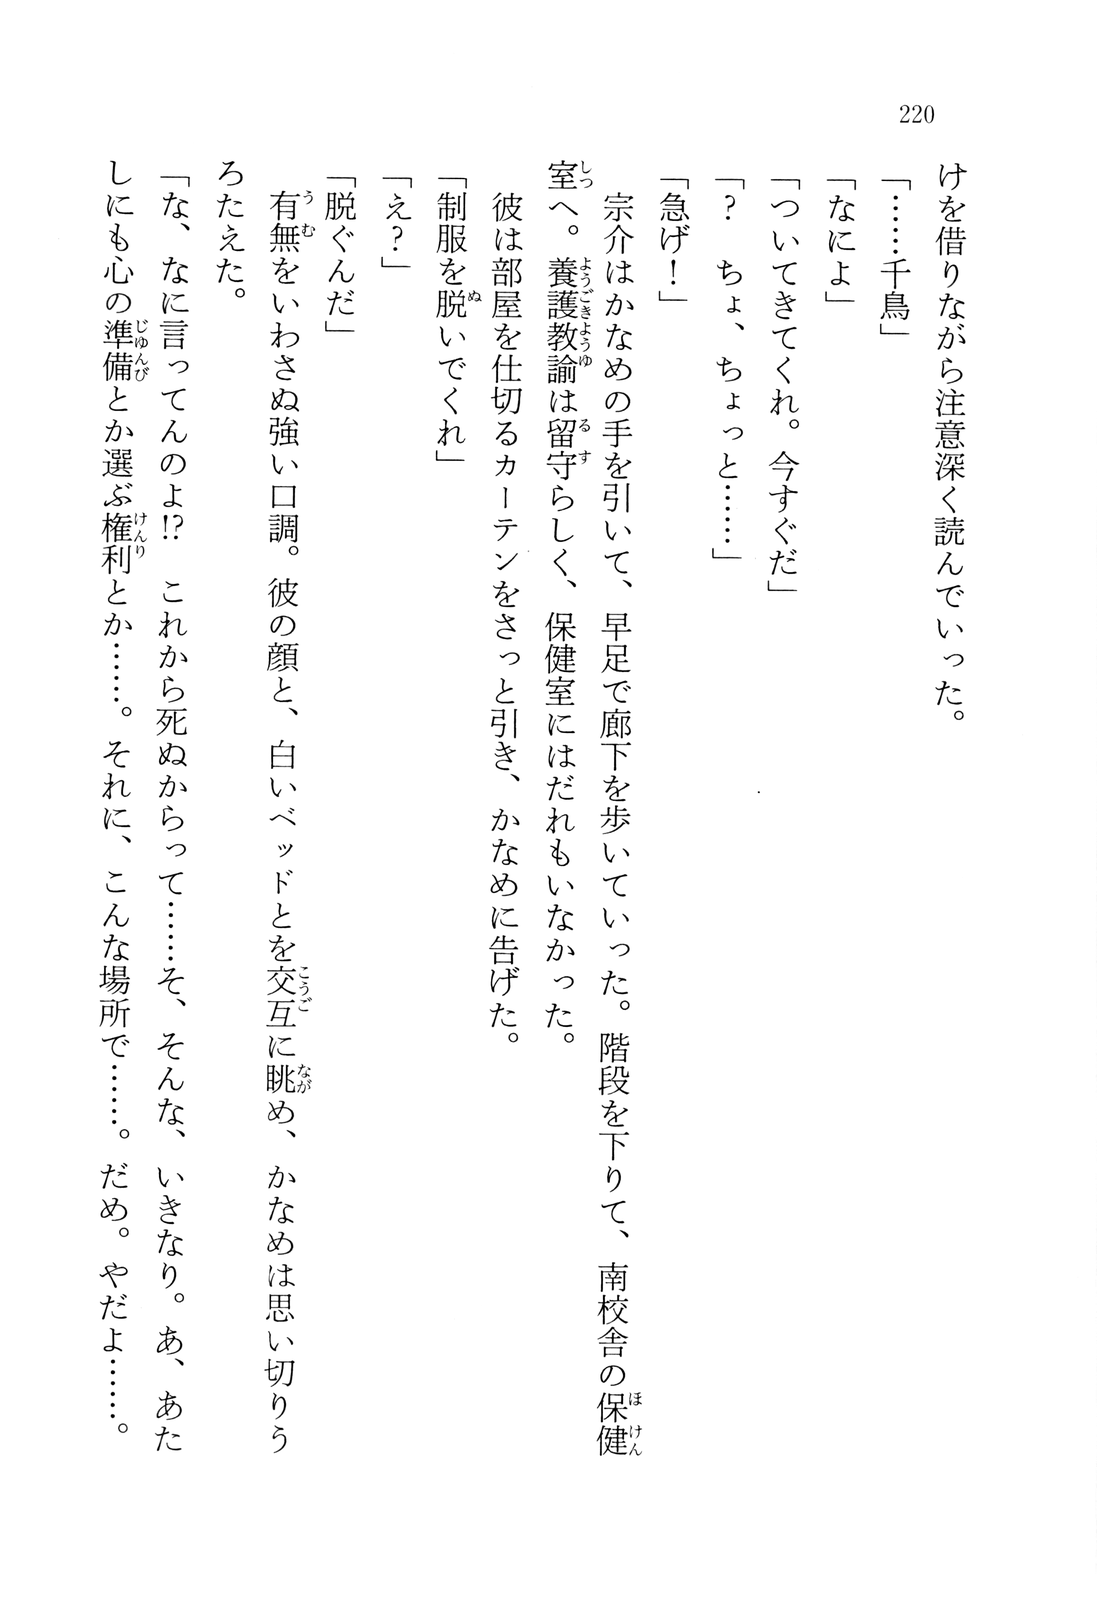 220
けを借りながら注意深く読んでいった。
「……千鳥」
「なによ」
「ついてきてくれ。今すぐだ」
「? ちょ、ちょっと……」
「急げ!」
宗介はかなめの手を引いて、早足で廊下を歩いていった。階段を下りて、南校舎の保健
室へ。養護教諭は留守らしく、保健室にはだれもいなかった。
彼は部屋を仕切るカーテンをさっと引き、かなめに告げた。
「制服を脱いでくれ」
「え?」
「脱ぐんだ」
有無をいわさぬ強い口調。彼の顔と、白いベッドとを交互に眺め、かなめは思い切りう
ろたえた。
「な、なに言ってんのよ!? これから死ぬからって……そ、そんな、いきなり。あ、あた
しにも心の準備とか選ぶ権利とか……。それに、こんな場所で……。だめ。やだよ……。